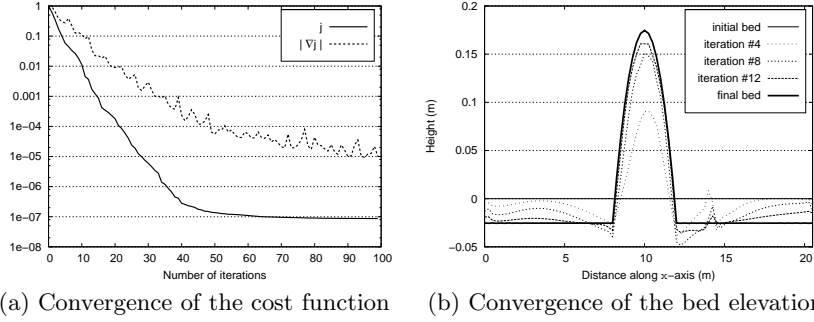 1
0.1
0.01
0.001
1e−04
1e−05
1e−06
1e−07
1e−08
0 10 20 30 40 50 60 70 80 90 100
Number of iterations
j
| ∇j |
(a) Convergence of the cost function
0.2
0.15
0.1
0.05
0
−0.05
Height (m)
0 5 10 15 20
Distance along x−axis (m)
initial bed
iteration #4
iteration #8
iteration #12
final bed
(b) Convergence of the bed elevation